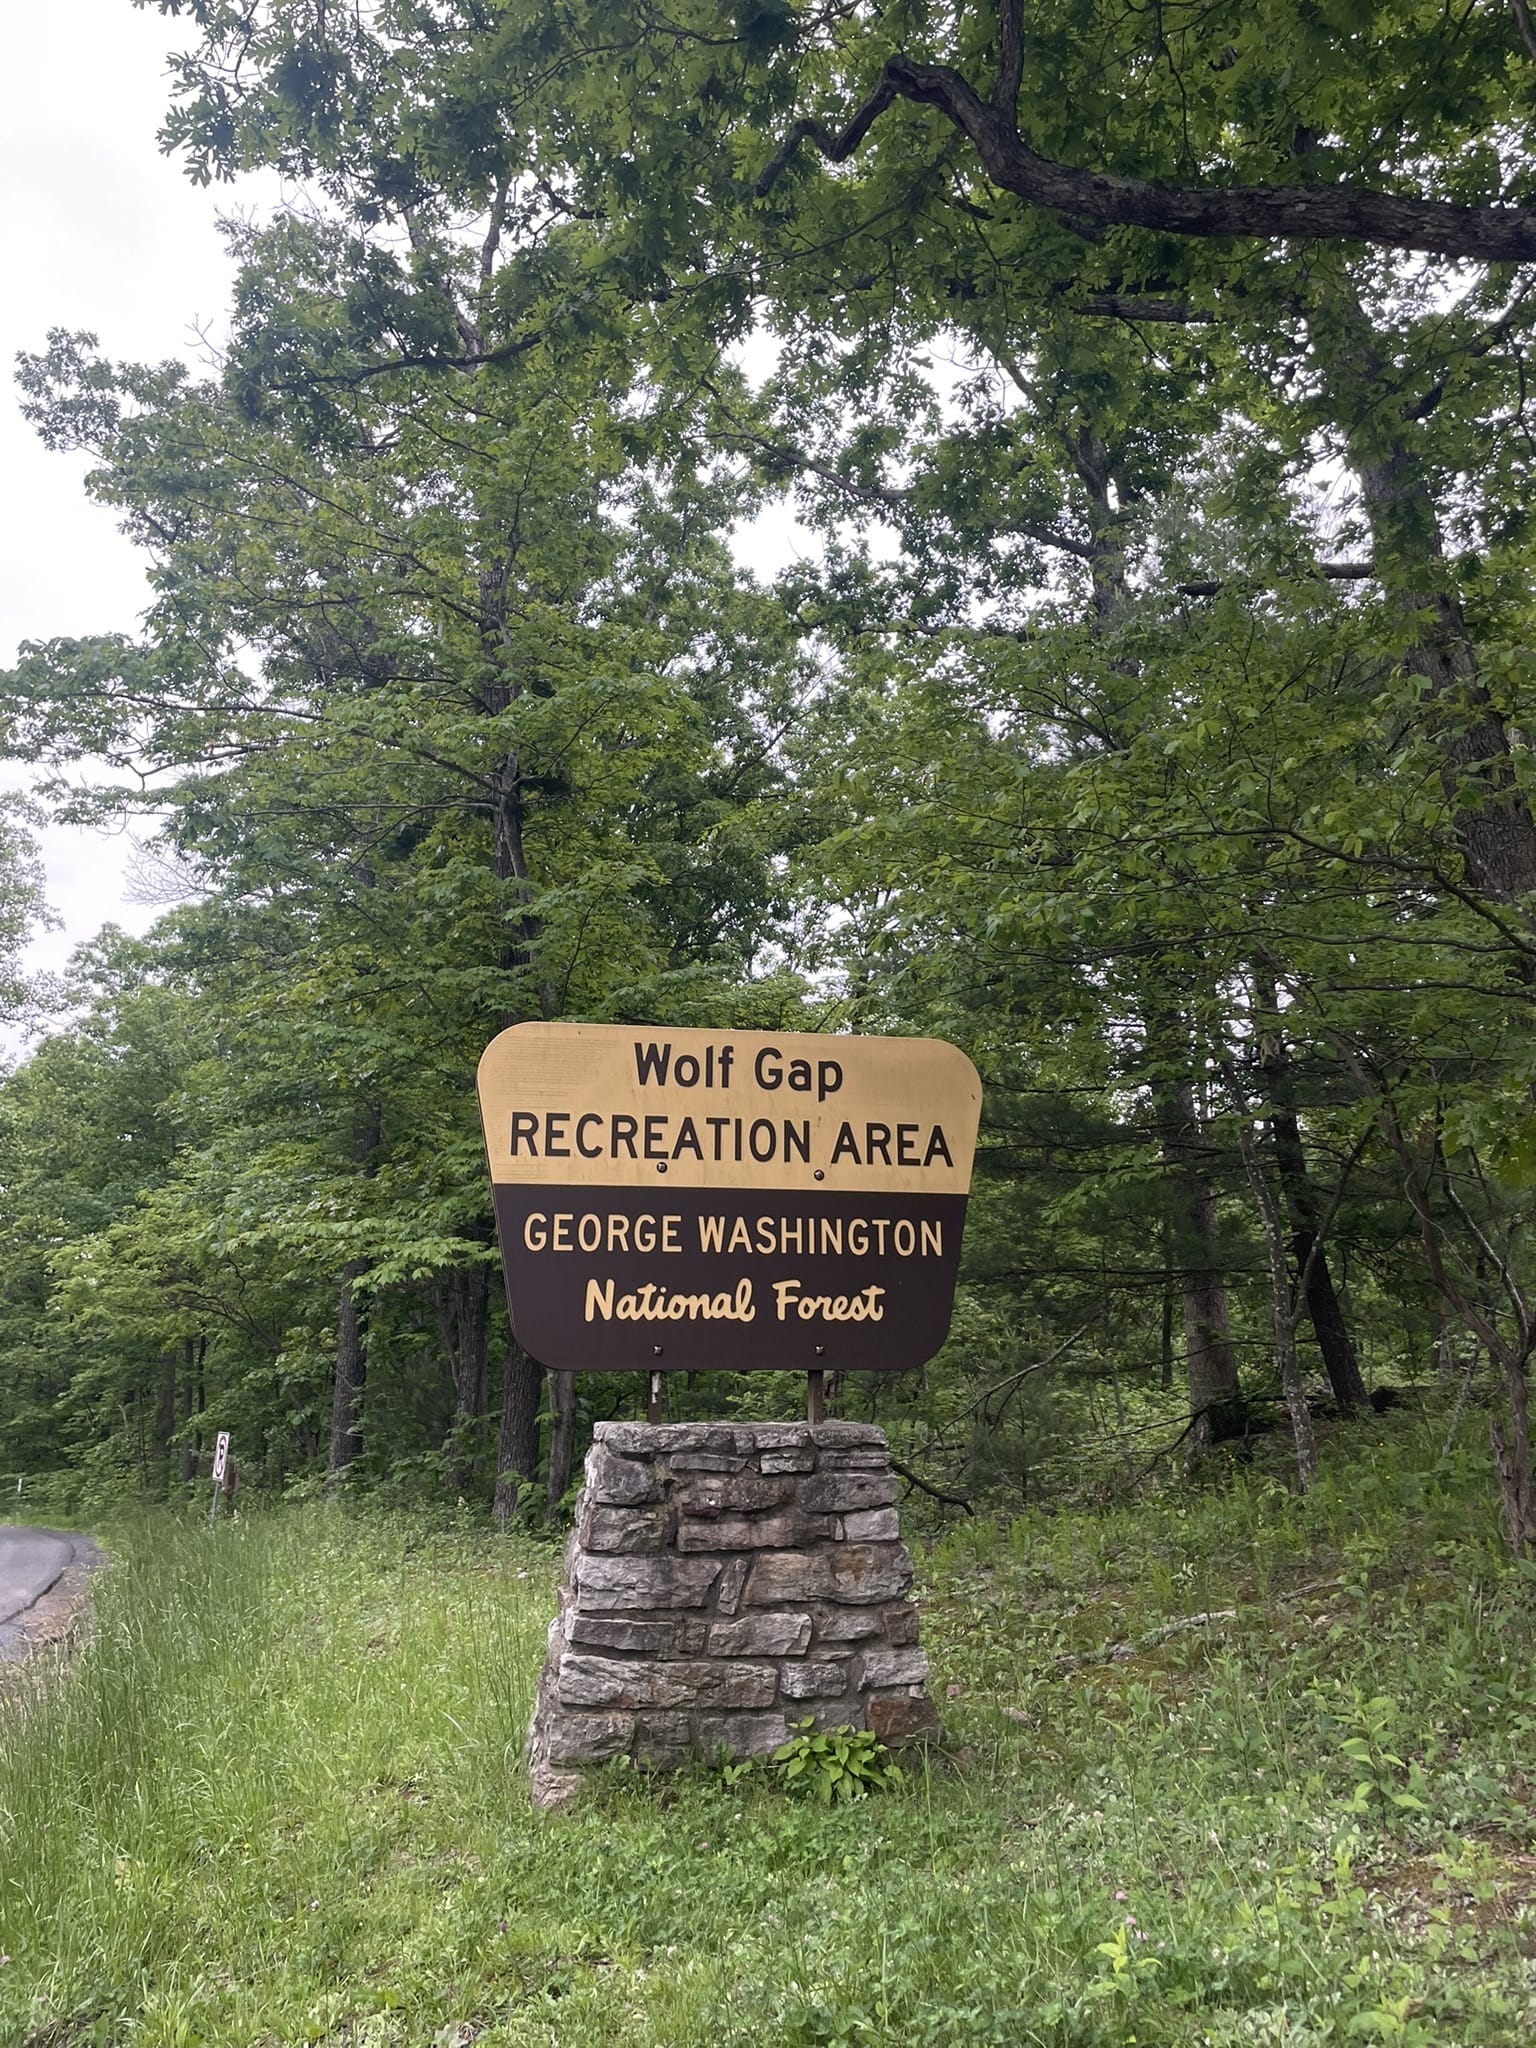 Wolf Gap
RECREATION AREA
GEORGE WASHINGTON
National Forest